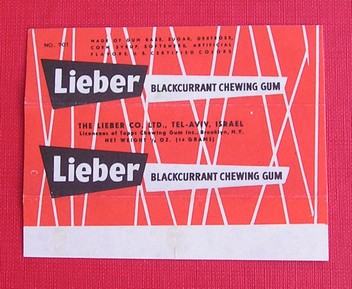 NO. 701
MADE OF GUM BASE, SUGAR, DEXTROSE,
CORN SYRUP, SOFTENERS, ARTIFICIAL
FLAVORS, U.S. CERTIFIED COLORS
Lieber BLACKCURRANT CHEWING GUM
THE LIEBER CO. LTD., TEL-AVIV, ISRAEL
Licencees of Topps Chewing Gum Inc., Brooklyn, N.Y.
NET WEIGHT ½ OZ. (14 GRAMS)
Lieber BLACKCURRANT CHEWING GUM